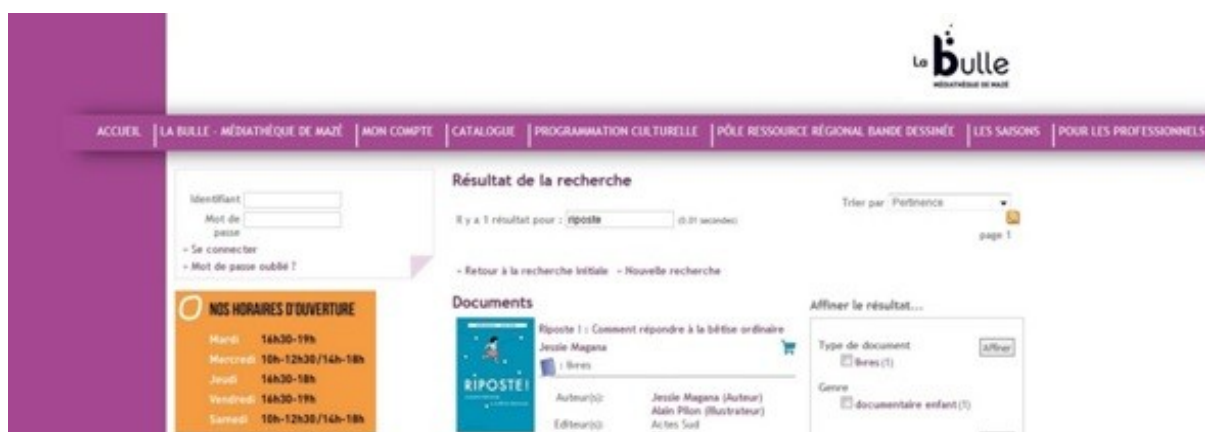 La bulle
MÉDIATHÈQUE DE MAZÉ
ACCUEIL
LA BULLE - MÉDIATHÈQUE DE MAZÉ
MON COMPTE
CATALOGUE
PROGRAMMATION CULTURELLE
PÔLE RESSOURCE RÉGIONAL BANDE DESSINÉE
LES SAISONS
POUR LES PROFESSIONNELS
Identifiant
Mot de
passe
- Se connecter
- Mot de passe oublié ?
NOS HORAIRES D'OUVERTURE
Mardi 16h30-19h
Mercredi 10h-12h30/14h-18h
Jeudi 16h30-18h
Vendredi 16h30-19h
Samedi 10h-12h30/14h-18h
Résultat de la recherche
Il y a 1 résultat pour : riposte (0.01 secondes)
Trier par Pertinence
page 1
- Retour à la recherche initiale - Nouvelle recherche
Documents
RIPOSTE!
Riposte ! : Comment répondre à la bêtise ordinaire
Jessie Magana
: livres
Auteur(s): Jessie Magana (Auteur)
Alain Pilon (Illustrateur)
Editeur(s): Actes Sud
Affiner le résultat...
Type de document
Affiner
livres (1)
Genre
documentaire enfant (1)